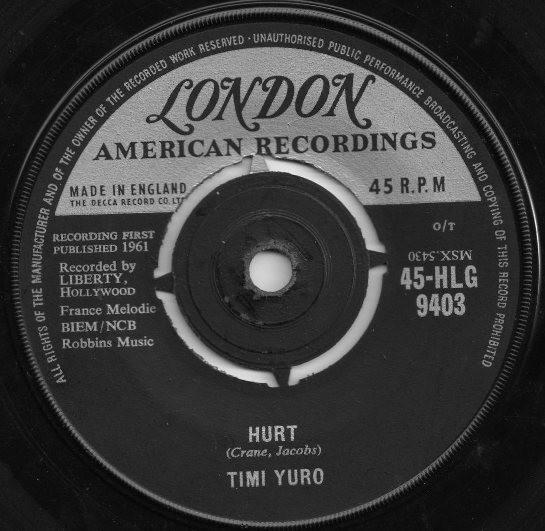 ALL RIGHTS OF THE MANUFACTURER AND OF THE OWNER OF THE RECORDED WORK RESERVED · UNAUTHORISED PUBLIC PERFORMANCE BROADCASTING AND COPYING OF THIS RECORD PROHIBITED
LONDON
AMERICAN RECORDINGS
MADE IN ENGLAND
THE DECCA RECORD CO. LTD
45 R.P.M
RECORDING FIRST
PUBLISHED 1961
Recorded by
LIBERTY,
HOLLYWOOD
France Melodie
BIEM/NCB
Robbins Music
O/T
MSX.5430
45-HLG
9403
HURT
(Crane, Jacobs)
TIMI YURO